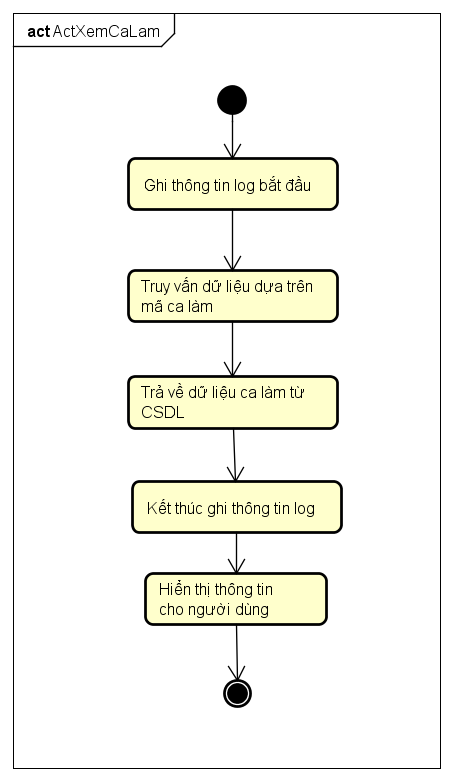 act ActXemCaLam
Ghi thông tin log bắt đầu
Truy vấn dữ liệu dựa trên
mã ca làm
Trả về dữ liệu ca làm từ
CSDL
Kết thúc ghi thông tin log
Hiển thị thông tin
cho người dùng